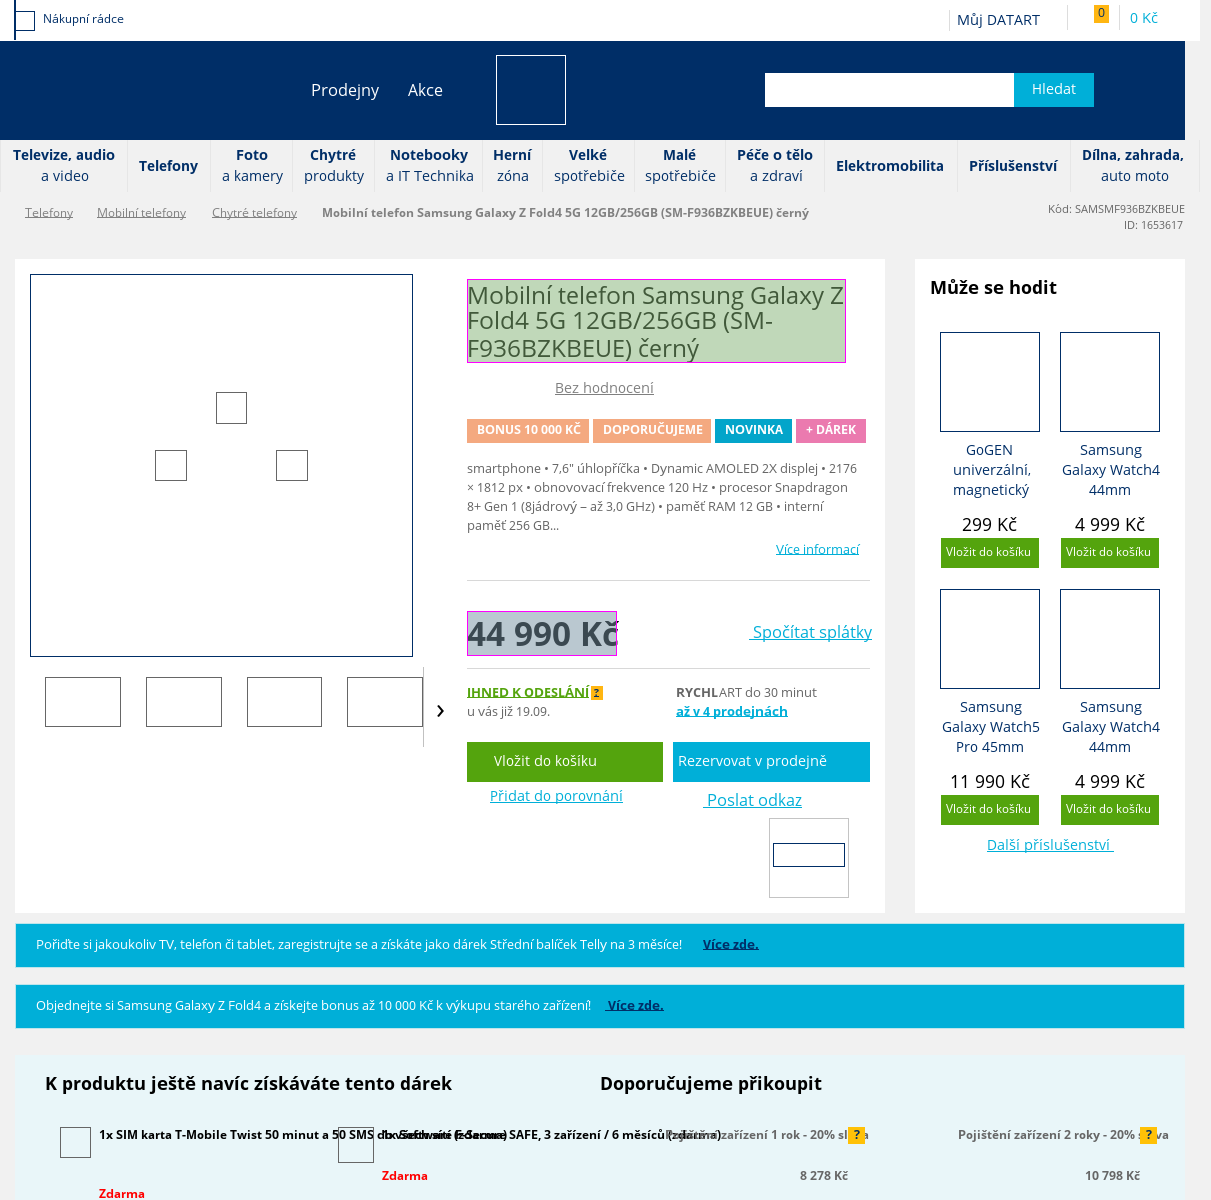 Nákupní rádce
Můj DATART
0
0 Kč
Prodejny
Akce
Hledat
Televize, audio
a video
Telefony
Foto
a kamery
Chytré
produkty
Notebooky
a IT Technika
Herní
zóna
Velké
spotřebiče
Malé
spotřebiče
Péče o tělo
a zdraví
Elektromobilita
Příslušenství
Dílna, zahrada,
auto moto
Telefony
Mobilní telefony
Chytré telefony
Mobilní telefon Samsung Galaxy Z Fold4 5G 12GB/256GB (SM-F936BZKBEUE) černý
Kód: SAMSMF936BZKBEUE
ID: 1653617
Mobilní telefon Samsung Galaxy Z
Fold4 5G 12GB/256GB (SM-
F936BZKBEUE) černý
Bez hodnocení
BONUS 10 000 KČ
DOPORUČUJEME
NOVINKA
+ DÁREK
smartphone • 7,6" úhlopříčka • Dynamic AMOLED 2X displej • 2176
× 1812 px • obnovovací frekvence 120 Hz • procesor Snapdragon
8+ Gen 1 (8jádrový – až 3,0 GHz) • paměť RAM 12 GB • interní
paměť 256 GB...
Více informací
44 990 Kč
Spočítat splátky
IHNED K ODESLÁNÍ ?
u vás již 19.09.
RYCHLART do 30 minut
až v 4 prodejnách
Vložit do košíku
Rezervovat v prodejně
Přidat do porovnání
Poslat odkaz
Může se hodit
GoGEN
univerzální,
magnetický
299 Kč
Vložit do košíku
Samsung
Galaxy Watch4
44mm
4 999 Kč
Vložit do košíku
Samsung
Galaxy Watch5
Pro 45mm
11 990 Kč
Vložit do košíku
Samsung
Galaxy Watch4
44mm
4 999 Kč
Vložit do košíku
Další příslušenství
Pořiďte si jakoukoliv TV, telefon či tablet, zaregistrujte se a získáte jako dárek Střední balíček Telly na 3 měsíce! Více zde.
Objednejte si Samsung Galaxy Z Fold4 a získejte bonus až 10 000 Kč k výkupu starého zařízení! Více zde.
K produktu ještě navíc získáváte tento dárek
1x SIM karta T-Mobile Twist 50 minut a 50 SMS do všech sítí (zdarma)
Zdarma
1x Software F-Secure SAFE, 3 zařízení / 6 měsíců (zdarma)
Zdarma
Doporučujeme přikoupit
Pojištění zařízení 1 rok - 20% sleva
?
8 278 Kč
Pojištění zařízení 2 roky - 20% sleva
?
10 798 Kč